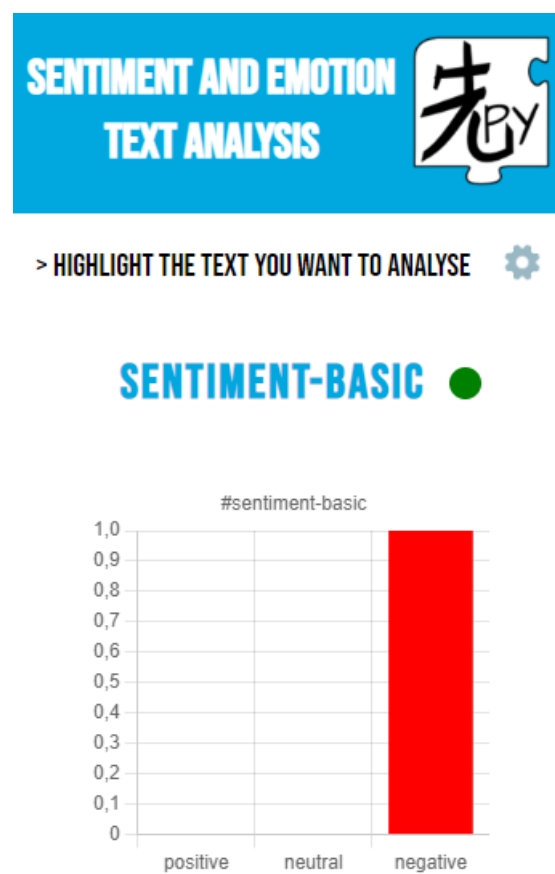 SENTIMENT AND EMOTION
TEXT ANALYSIS
先PY
> HIGHLIGHT THE TEXT YOU WANT TO ANALYSE
SENTIMENT-BASIC
#sentiment-basic
1,0
0,9
0,8
0,7
0,6
0,5
0,4
0,3
0,2
0,1
0
positive neutral negative